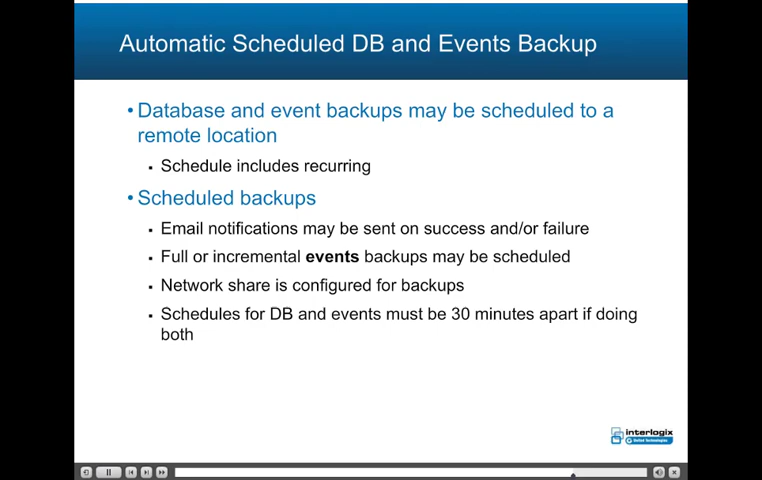 Automatic Scheduled DB and Events Backup
• Database and event backups may be scheduled to a
remote location
▪ Schedule includes recurring
• Scheduled backups
▪ Email notifications may be sent on success and/or failure
▪ Full or incremental events backups may be scheduled
▪ Network share is configured for backups
▪ Schedules for DB and events must be 30 minutes apart if doing
both
interlogix
United Technologies